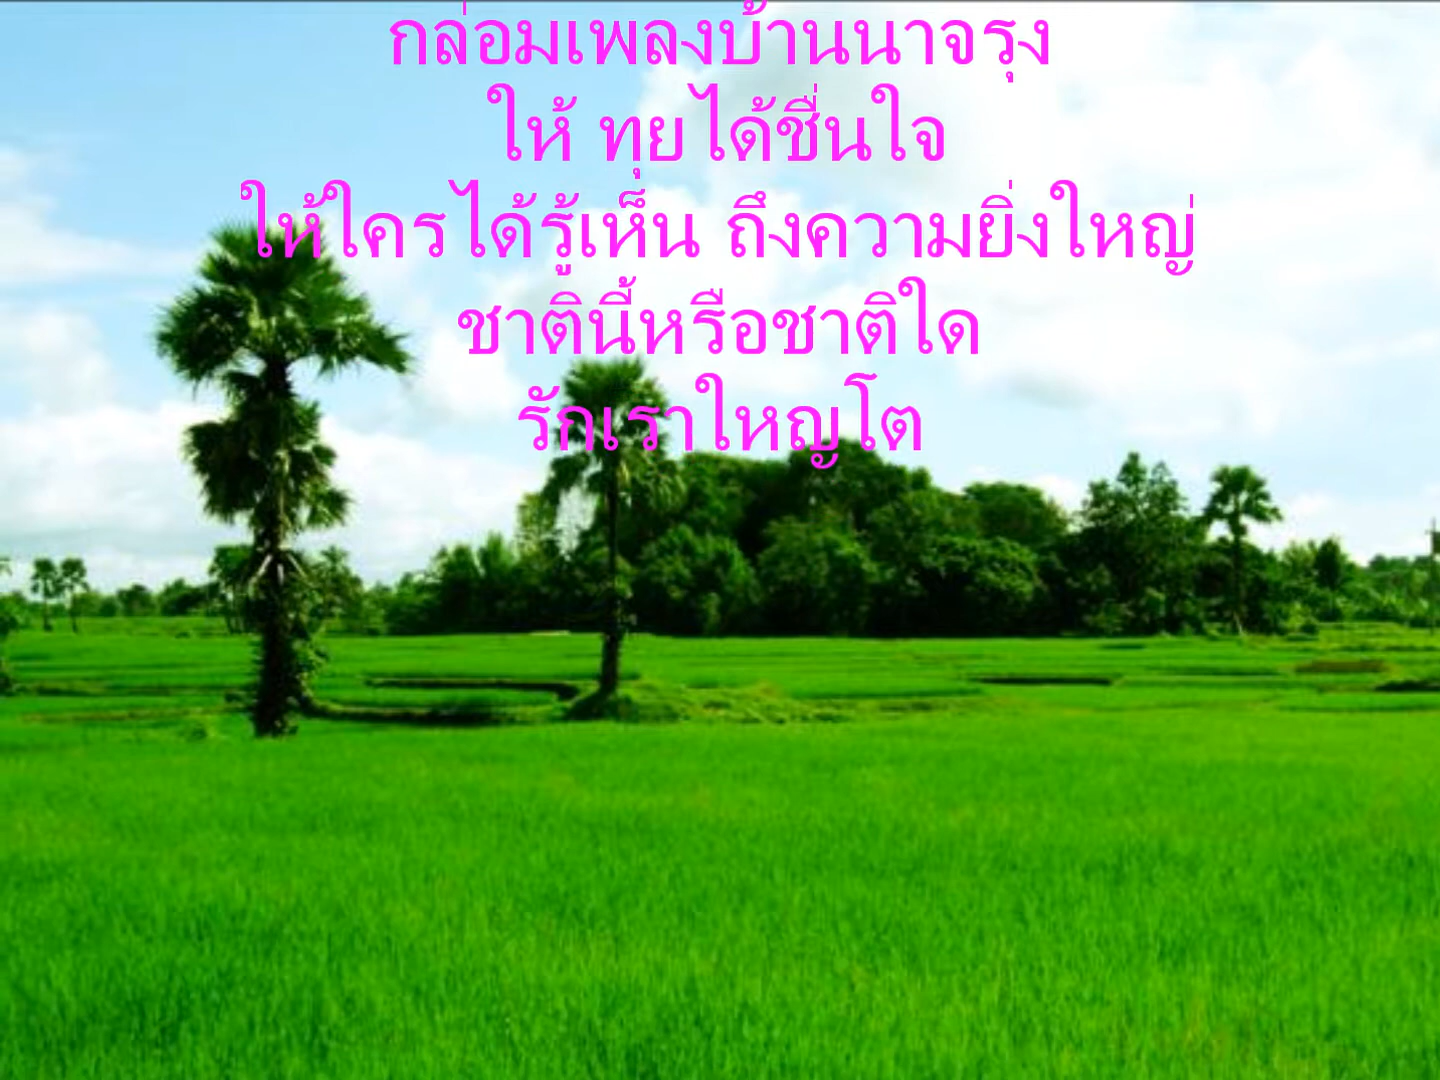 กล่อมเพลงบ้านนาจรุง
ให้ ทุยได้ชื่นใจ
ให้ใครได้รู้เห็น ถึงความยิ่งใหญ่
ชาตินี้หรือชาติใด
รักเราใหญโต